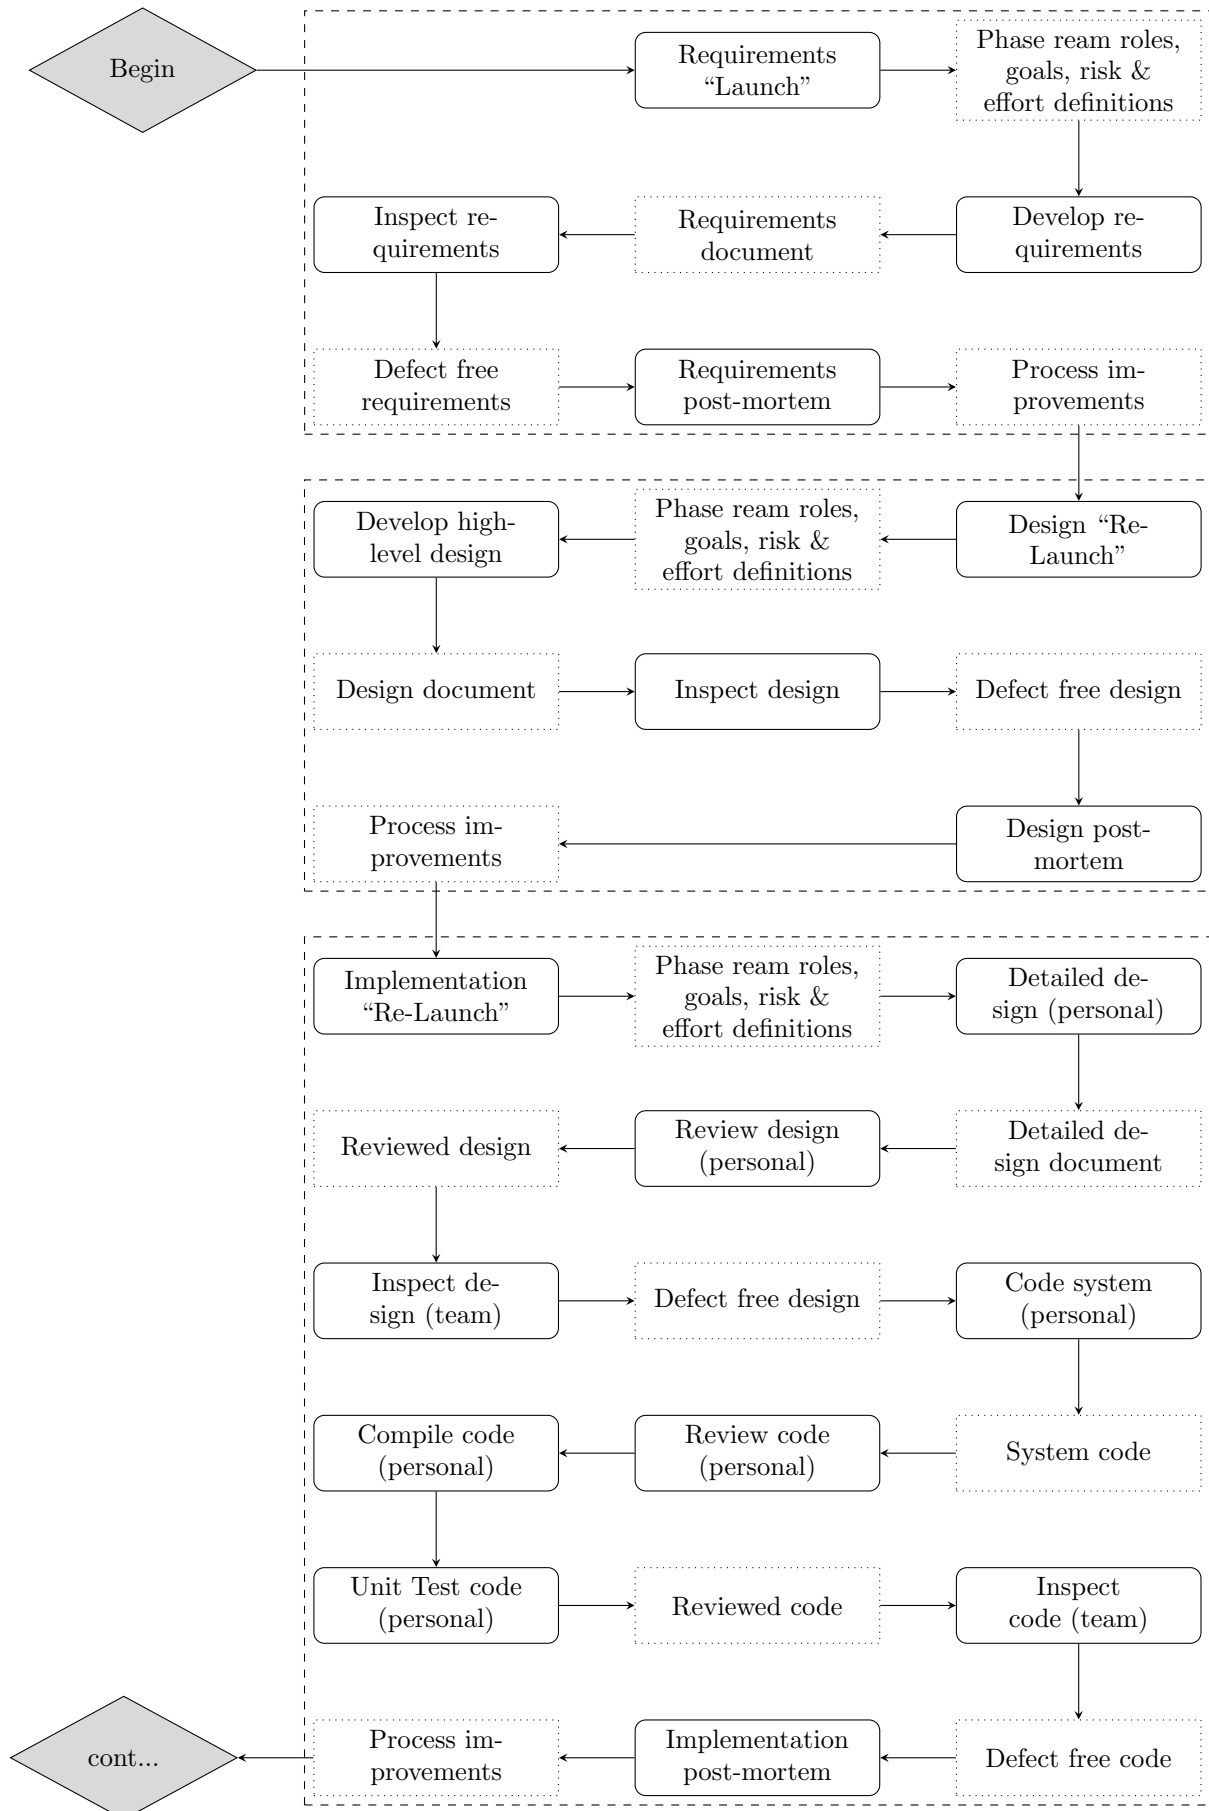 Begin
Requirements
“Launch”
Phase ream roles,
goals, risk &
effort definitions
Inspect re-
quirements
Requirements
document
Develop re-
quirements
Defect free
requirements
Requirements
post-mortem
Process im-
provements
Develop high-
level design
Phase ream roles,
goals, risk &
effort definitions
Design “Re-
Launch”
Design document
Inspect design
Defect free design
Process im-
provements
Design post-
mortem
Implementation
“Re-Launch”
Phase ream roles,
goals, risk &
effort definitions
Detailed de-
sign (personal)
Reviewed design
Review design
(personal)
Detailed de-
sign document
Inspect de-
sign (team)
Defect free design
Code system
(personal)
Compile code
(personal)
Review code
(personal)
System code
Unit Test code
(personal)
Reviewed code
Inspect
code (team)
cont...
Process im-
provements
Implementation
post-mortem
Defect free code